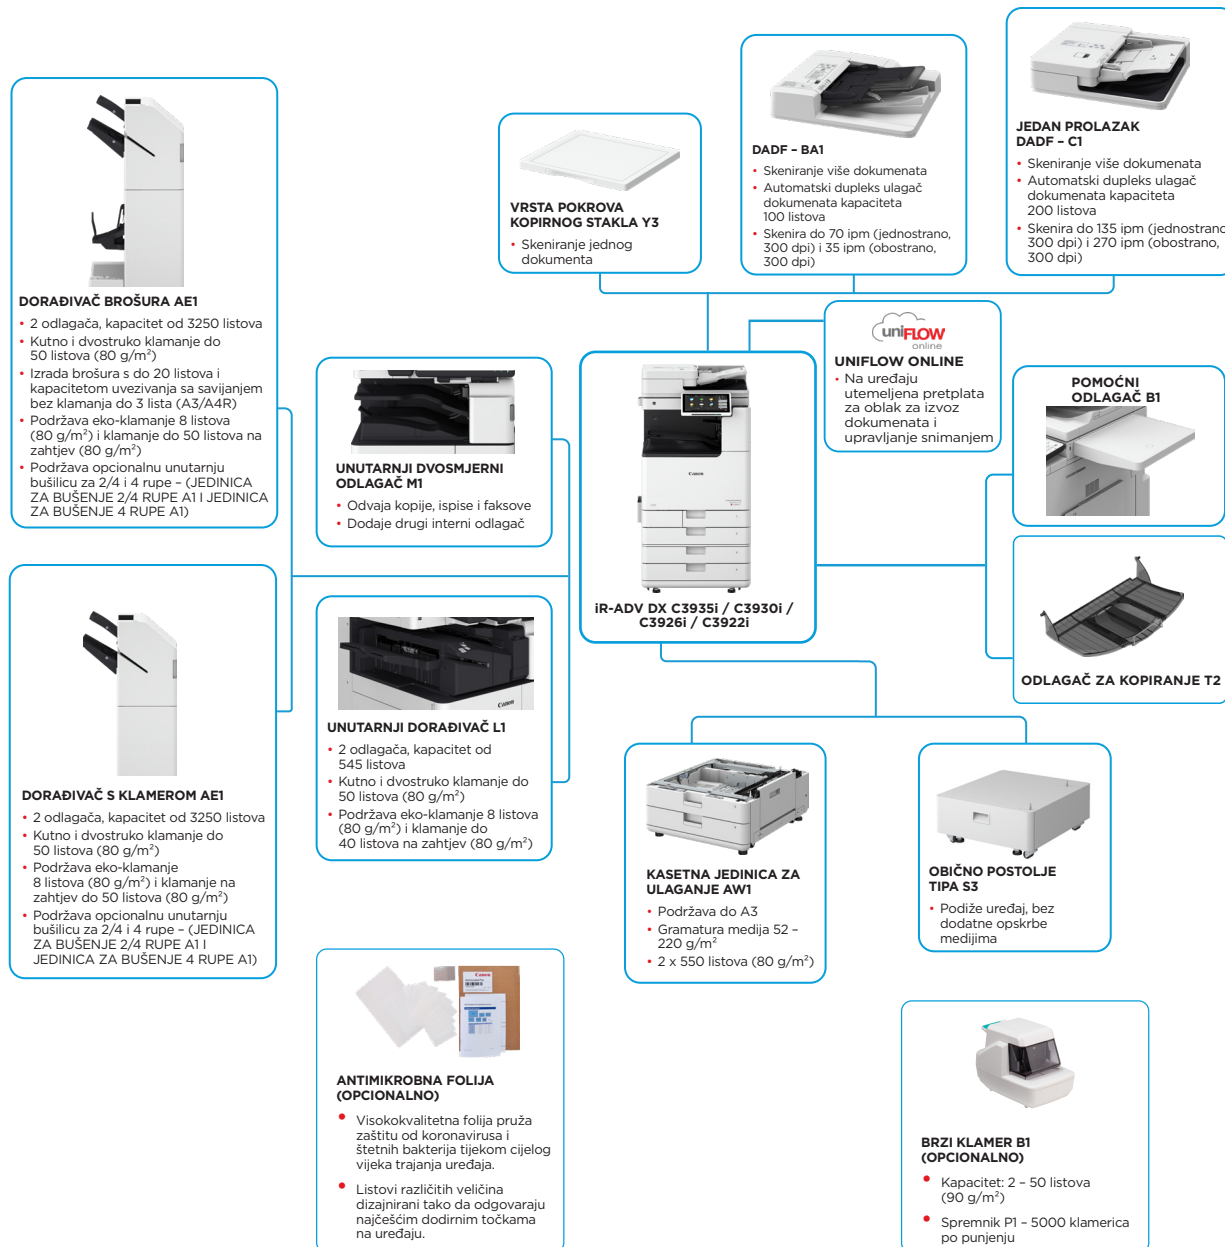 DORAĐIVAČ BROŠURA AE1
• 2 odlagača, kapacitet od 3250 listova
• Kutno i dvostruko klamanje do
50 listova (80 g/m²)
• Izrada brošura s do 20 listova i
kapacitetom uvezivanja sa savijanjem
bez klamanja do 3 lista (A3/A4R)
• Podržava eko-klamanje 8 listova
(80 g/m²) i klamanje do 50 listova na
zahtjev (80 g/m²)
• Podržava opcionalnu unutarnju
bušilicu za 2/4 i 4 rupe – (JEDINICA
ZA BUŠENJE 2/4 RUPE A1 I JEDINICA
ZA BUŠENJE 4 RUPE A1)
DORAĐIVAČ S KLAMEROM AE1
• 2 odlagača, kapacitet od 3250 listova
• Kutno i dvostruko klamanje do
50 listova (80 g/m²)
• Podržava eko-klamanje
8 listova (80 g/m²) i klamanje na
zahtjev do 50 listova (80 g/m²)
• Podržava opcionalnu unutarnju
bušilicu za 2/4 i 4 rupe – (JEDINICA
ZA BUŠENJE 2/4 RUPE A1 I
JEDINICA ZA BUŠENJE 4 RUPE A1)
UNUTARNJI DVOSMJERNI
ODLAGAČ M1
• Odvaja kopije, ispise i faksove
• Dodaje drugi interni odlagač
Canon
UNUTARNJI DORAĐIVAČ L1
• 2 odlagača, kapacitet od
545 listova
• Kutno i dvostruko klamanje do
50 listova (80 g/m²)
• Podržava eko-klamanje 8 listova
(80 g/m²) i klamanje do
40 listova na zahtjev (80 g/m²)
VRSTA POKROVA
KOPIRNOG STAKLA Y3
• Skeniranje jednog
dokumenta
DADF – BA1
• Skeniranje više dokumenata
• Automatski dupleks ulagač
dokumenata kapaciteta
100 listova
• Skenira do 70 ipm (jednostrano,
300 dpi) i 35 ipm (obostrano,
300 dpi)
JEDAN PROLAZAK
DADF – C1
• Skeniranje više dokumenata
• Automatski dupleks ulagač
dokumenata kapaciteta
200 listova
• Skenira do 135 ipm (jednostrano,
300 dpi) i 270 ipm (obostrano,
300 dpi)
uniFLOW
online
UNIFLOW ONLINE
• Na uređaju
utemeljena pretplata
za oblak za izvoz
dokumenata i
upravljanje snimanjem
Canon
iR-ADV DX C3935i / C3930i /
C3926i / C3922i
POMOĆNI
ODLAGAČ B1
ODLAGAČ ZA KOPIRANJE T2
KASETNA JEDINICA ZA
ULAGANJE AW1
• Podržava do A3
• Gramatura medija 52 –
220 g/m²
• 2 x 550 listova (80 g/m²)
OBIČNO POSTOLJE
TIPA S3
• Podiže uređaj, bez
dodatne opskrbe
medijima
Canon
ANTIMIKROBNA FOLIJA
(OPCIONALNO)
• Visokokvalitetna folija pruža
zaštitu od koronavirusa i
štetnih bakterija tijekom cijelog
vijeka trajanja uređaja.
• Listovi različitih veličina
dizajnirani tako da odgovaraju
najčešćim dodirnim točkama
na uređaju.
BRZI KLAMER B1
(OPCIONALNO)
• Kapacitet: 2 – 50 listova
(90 g/m²)
• Spremnik P1 – 5000 klamerica
po punjenju